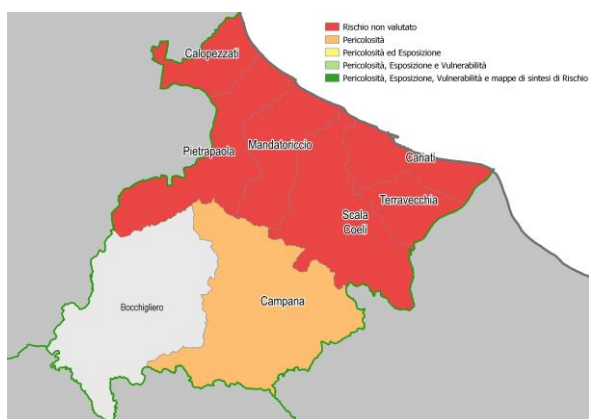 Rischio non valutato
Pericolosità
Pericolosità ed Esposizione
Pericolosità, Esposizione e Vulnerabilità
Pericolosità, Esposizione, Vulnerabilità e mappe di sintesi di Rischio
Calopezzati
Pietrapaola
Mandatoriccio
Cariati
Terravecchia
Scala
Coeli
Bocchigliero
Campana